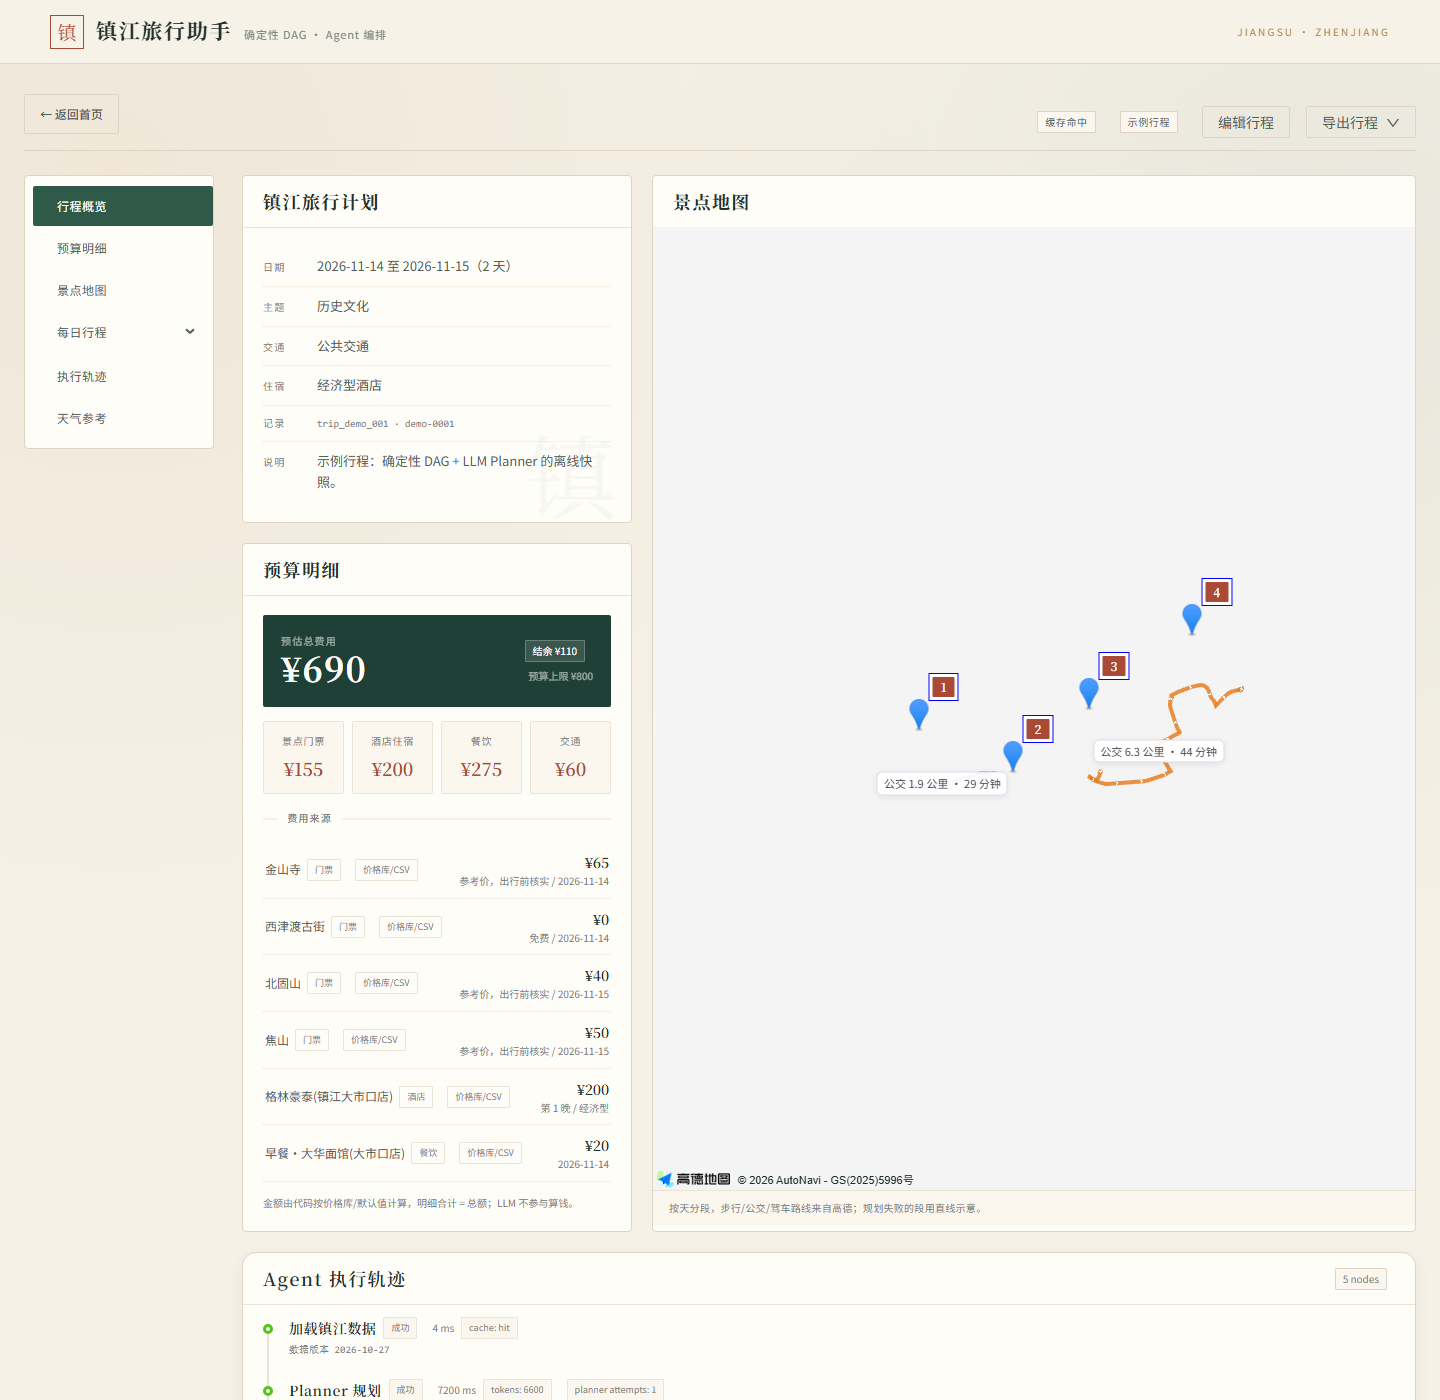 镇 镇江旅行助手 确定性 DAG · Agent 编排
JIANGSU · ZHENJIANG
← 返回首页
缓存命中
示例行程
编辑行程
导出行程
行程概览
预算明细
景点地图
每日行程
执行轨迹
天气参考
镇江旅行计划
日期 2026-11-14 至 2026-11-15（2 天）
主题 历史文化
交通 公共交通
住宿 经济型酒店
记录 trip_demo_001 · demo-0001
说明 示例行程：确定性 DAG + LLM Planner 的离线快
照。
镇
预算明细
预估总费用
¥690
结余 ¥110
预算上限 ¥800
景点门票
¥155
酒店住宿
¥200
餐饮
¥275
交通
¥60
费用来源
金山寺 门票 价格库/CSV ¥65
参考价，出行前核实 / 2026-11-14
西津渡古街 门票 价格库/CSV ¥0
免费 / 2026-11-14
北固山 门票 价格库/CSV ¥40
参考价，出行前核实 / 2026-11-15
焦山 门票 价格库/CSV ¥50
参考价，出行前核实 / 2026-11-15
格林豪泰(镇江大市口店) 酒店 价格库/CSV ¥200
第 1 晚 / 经济型
早餐·大华面馆(大市口店) 餐饮 价格库/CSV ¥20
2026-11-14
金额由代码按价格库/默认值计算，明细合计 = 总额；LLM 不参与算钱。
景点地图
4
3
1
2
公交 6.3 公里 · 44 分钟
公交 1.9 公里 · 29 分钟
高德地图 © 2026 AutoNavi - GS(2025)5996号
按天分段，步行/公交/驾车路线来自高德；规划失败的段用直线示意。
Agent 执行轨迹
5 nodes
加载镇江数据 成功 4 ms cache: hit
数据版本 2026-10-27
Planner 规划 成功 7200 ms tokens: 6600 planner attempts: 1